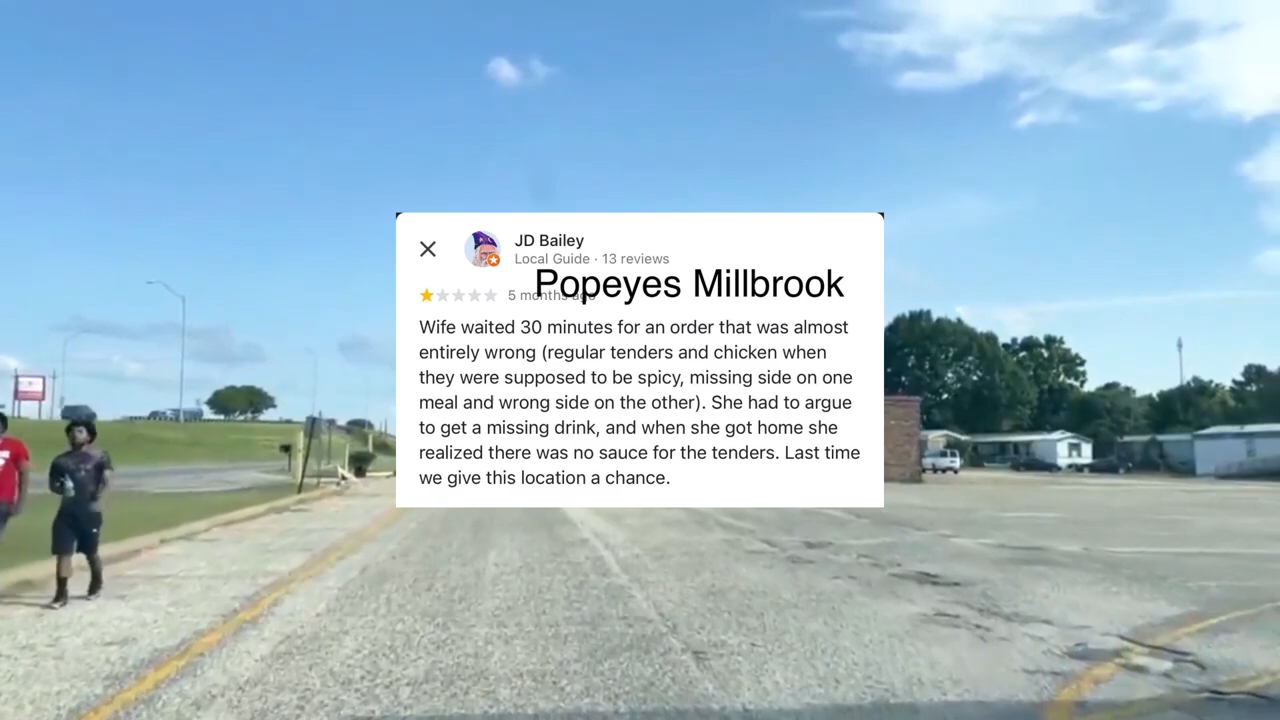 JD Bailey
Local Guide · 13 reviews
Popeyes Millbrook
5 months ago
Wife waited 30 minutes for an order that was almost
entirely wrong (regular tenders and chicken when
they were supposed to be spicy, missing side on one
meal and wrong side on the other). She had to argue
to get a missing drink, and when she got home she
realized there was no sauce for the tenders. Last time
we give this location a chance.